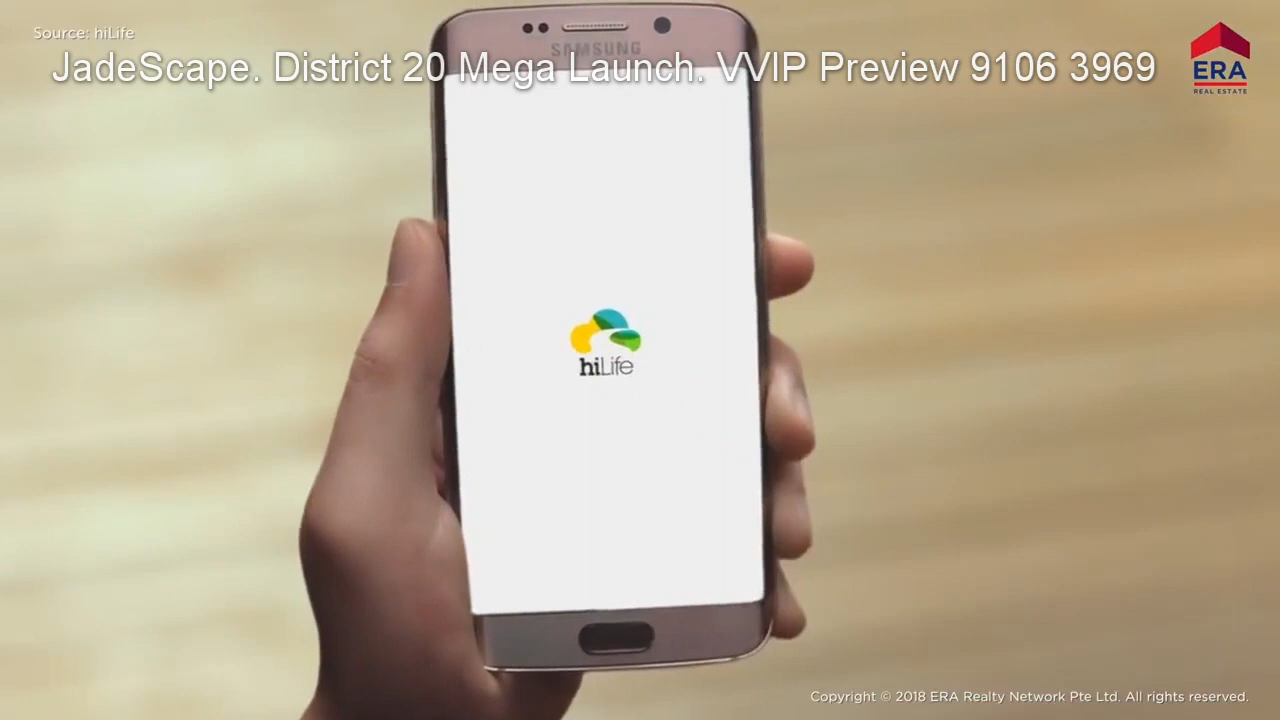 Source: hiLife
SAMSUNG
JadeScape. District 20 Mega Launch. VVIP Preview 9106 3969
ERA
REAL ESTATE
hiLife
Copyright © 2018 ERA Realty Network Pte Ltd. All rights reserved.